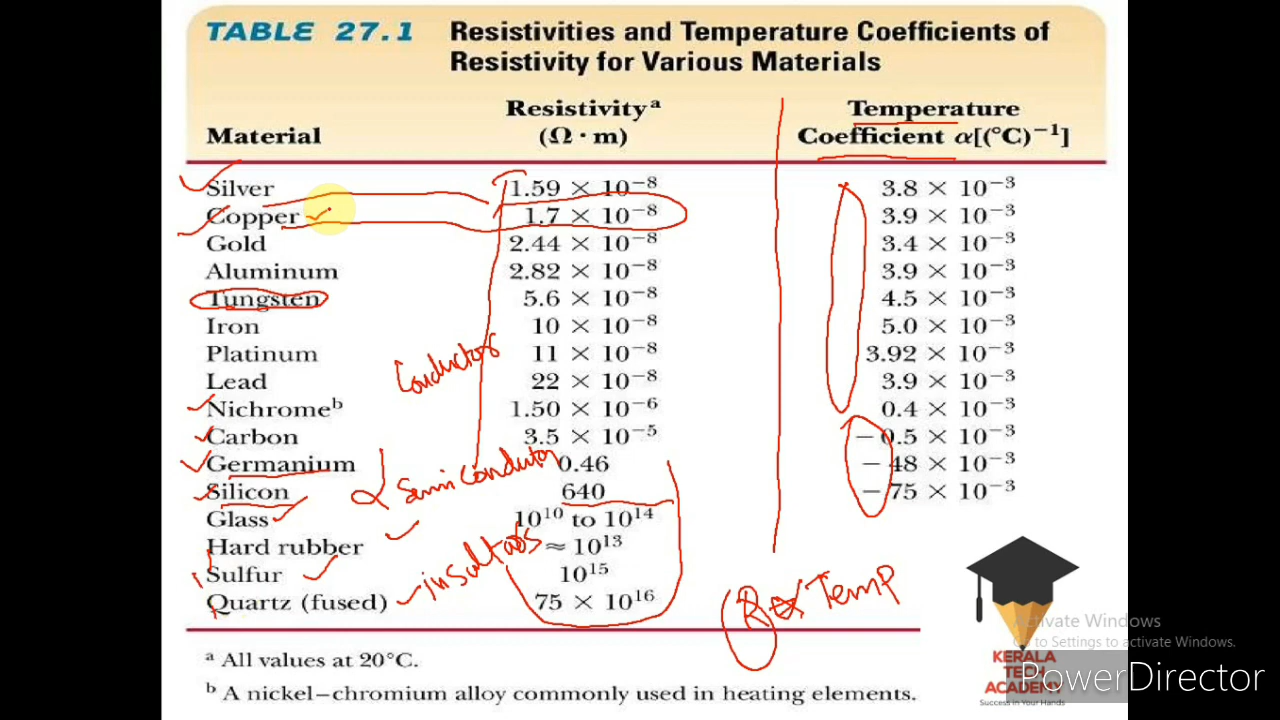 TABLE 27.1 Resistivities and Temperature Coefficients of
Resistivity for Various Materials
Material Resistivityᵃ (Ω · m) Temperature Coefficient α[(°C)⁻¹]
Silver 1.59 × 10⁻⁸ 3.8 × 10⁻³
Copper 1.7 × 10⁻⁸ 3.9 × 10⁻³
Gold 2.44 × 10⁻⁸ 3.4 × 10⁻³
Aluminum 2.82 × 10⁻⁸ 3.9 × 10⁻³
Tungsten 5.6 × 10⁻⁸ 4.5 × 10⁻³
Iron 10 × 10⁻⁸ 5.0 × 10⁻³
Platinum 11 × 10⁻⁸ 3.92 × 10⁻³
Lead 22 × 10⁻⁸ 3.9 × 10⁻³
Nichromeᵇ 1.50 × 10⁻⁶ 0.4 × 10⁻³
Carbon 3.5 × 10⁻⁵ −0.5 × 10⁻³
Germanium 0.46 −48 × 10⁻³
Silicon 640 −75 × 10⁻³
Glass 10¹⁰ to 10¹⁴
Hard rubber ≈ 10¹³
Sulfur 10¹⁵
Quartz (fused) 75 × 10¹⁶
Conductors
Semiconductor
insultaors
R ∝ Temp
ᵃ All values at 20°C.
ᵇ A nickel–chromium alloy commonly used in heating elements.
KERALA
TECH
ACADEMY
Success in Your Hands
Activate Windows
Go to Settings to activate Windows.
PowerDirector